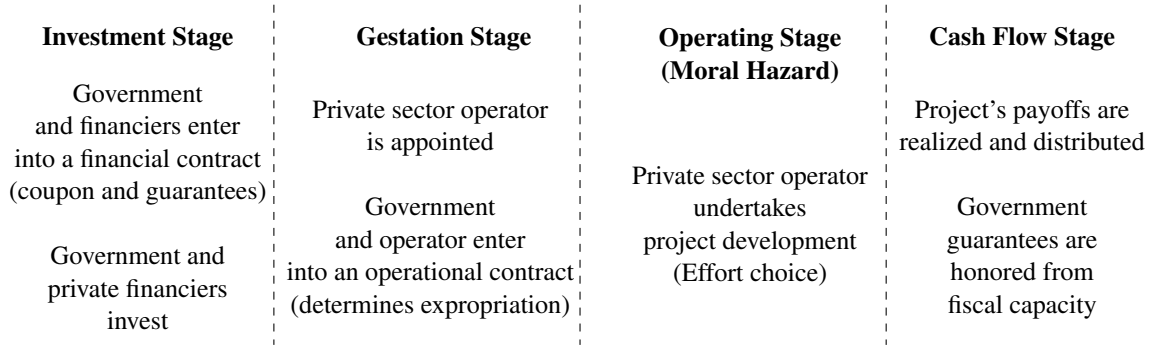 Investment Stage
Government
and financiers enter
into a financial contract
(coupon and guarantees)
Government and
private financiers
invest
Gestation Stage
Private sector operator
is appointed
Government
and operator enter
into an operational contract
(determines expropriation)
Operating Stage
(Moral Hazard)
Private sector operator
undertakes
project development
(Effort choice)
Cash Flow Stage
Project's payoffs are
realized and distributed
Government
guarantees are
honored from
fiscal capacity